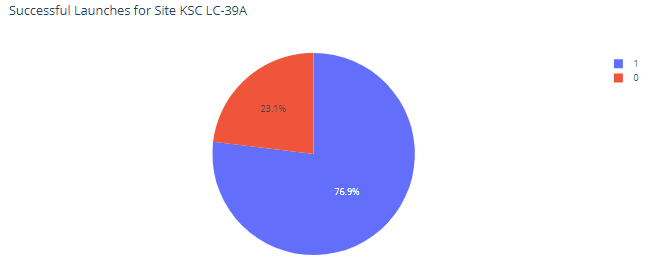 Successful Launches for Site KSC LC-39A
1
0
23.1%
76.9%